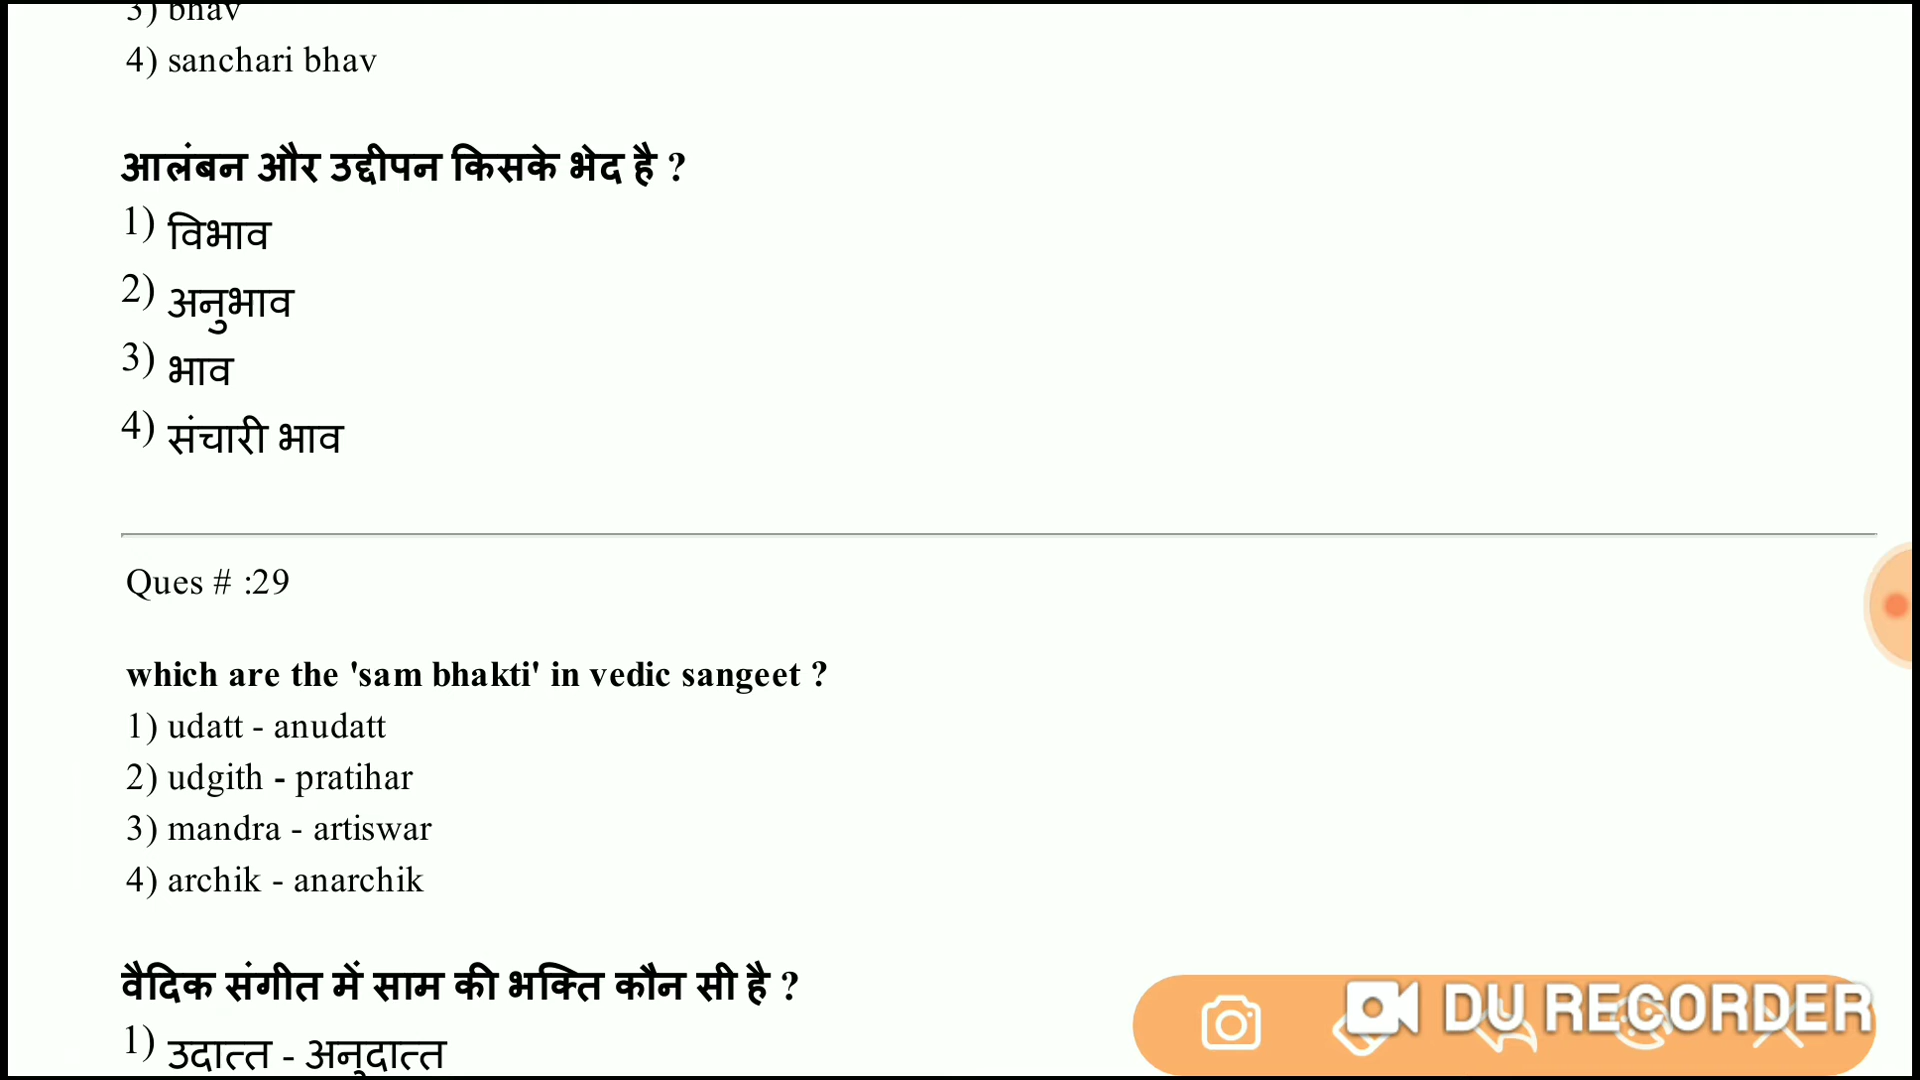 3) bhav
4) sanchari bhav
आलंबन और उद्दीपन किसके भेद है ?
1) विभाव
2) अनुभाव
3) भाव
4) संचारी भाव
Ques # :29
which are the 'sam bhakti' in vedic sangeet ?
1) udatt - anudatt
2) udgith - pratihar
3) mandra - artiswar
4) archik - anarchik
वैदिक संगीत में साम की भक्ति कौन सी है ?
1) उदात्त - अनुदात्त
DU RECORDER